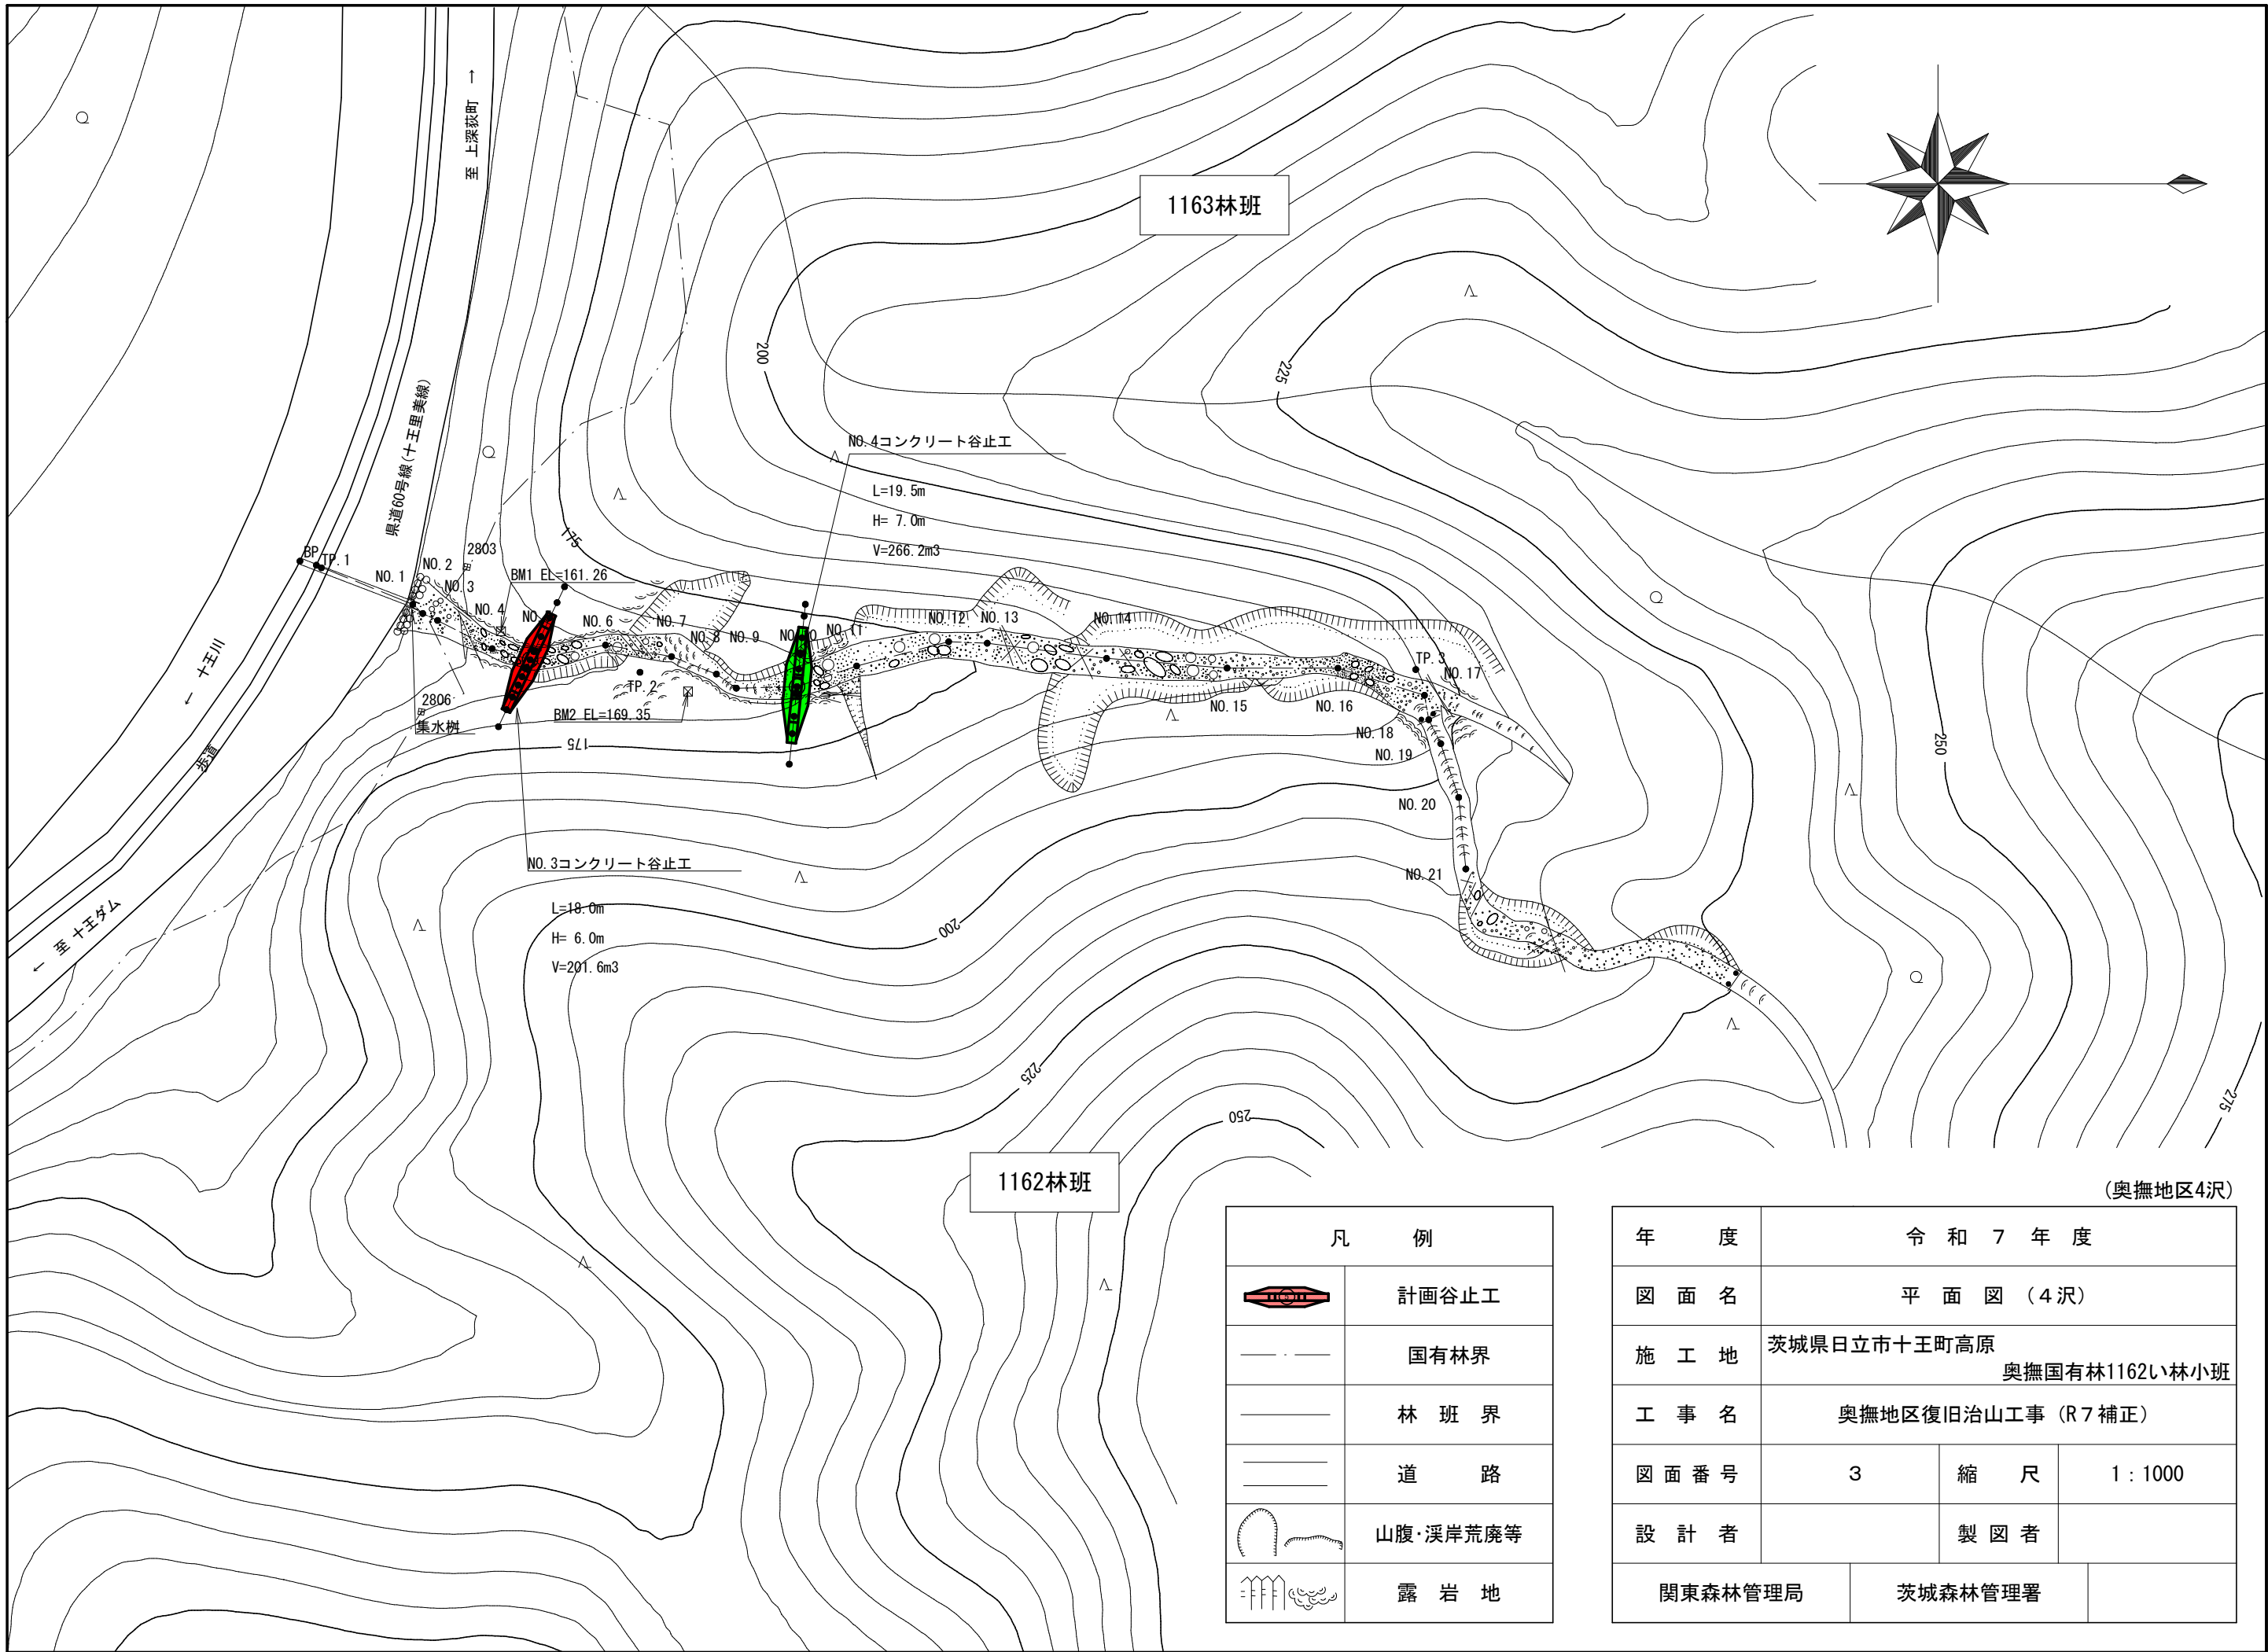 至 上深荻町 →
県道60号線(十王里美線)
← 十王川
歩道
← 至 十王ダム
1163林班
200
225
250
275
175
NO.4コンクリート谷止工
L=19.5m
H= 7.0m
V=266.2m3
BP
TP.1
NO.1
NO.2
NO.3
2803
NO.4
BM1 EL=161.26
NO.
NO.6
NO.7
NO.8
NO.9
NO.11
NO.12
NO.13
NO.14
NO.15
NO.16
TP.3
NO.17
NO.18
NO.19
NO.20
NO.21
TP.2
BM2 EL=169.35
2806
集水桝
175
NO.3コンクリート谷止工
L=18.0m
H= 6.0m
V=201.6m3
200
225
250
1162林班
(奥撫地区4沢)
凡 例
計画谷止工
国有林界
林 班 界
道 路
山腹・渓岸荒廃等
露 岩 地
年 度 令 和 7 年 度
図 面 名 平 面 図 (4沢)
施 工 地 茨城県日立市十王町高原
奥撫国有林1162い林小班
工 事 名 奥撫地区復旧治山工事 (R7補正)
図 面 番 号 3 縮 尺 1 : 1000
設 計 者 製 図 者
関東森林管理局 茨城森林管理署